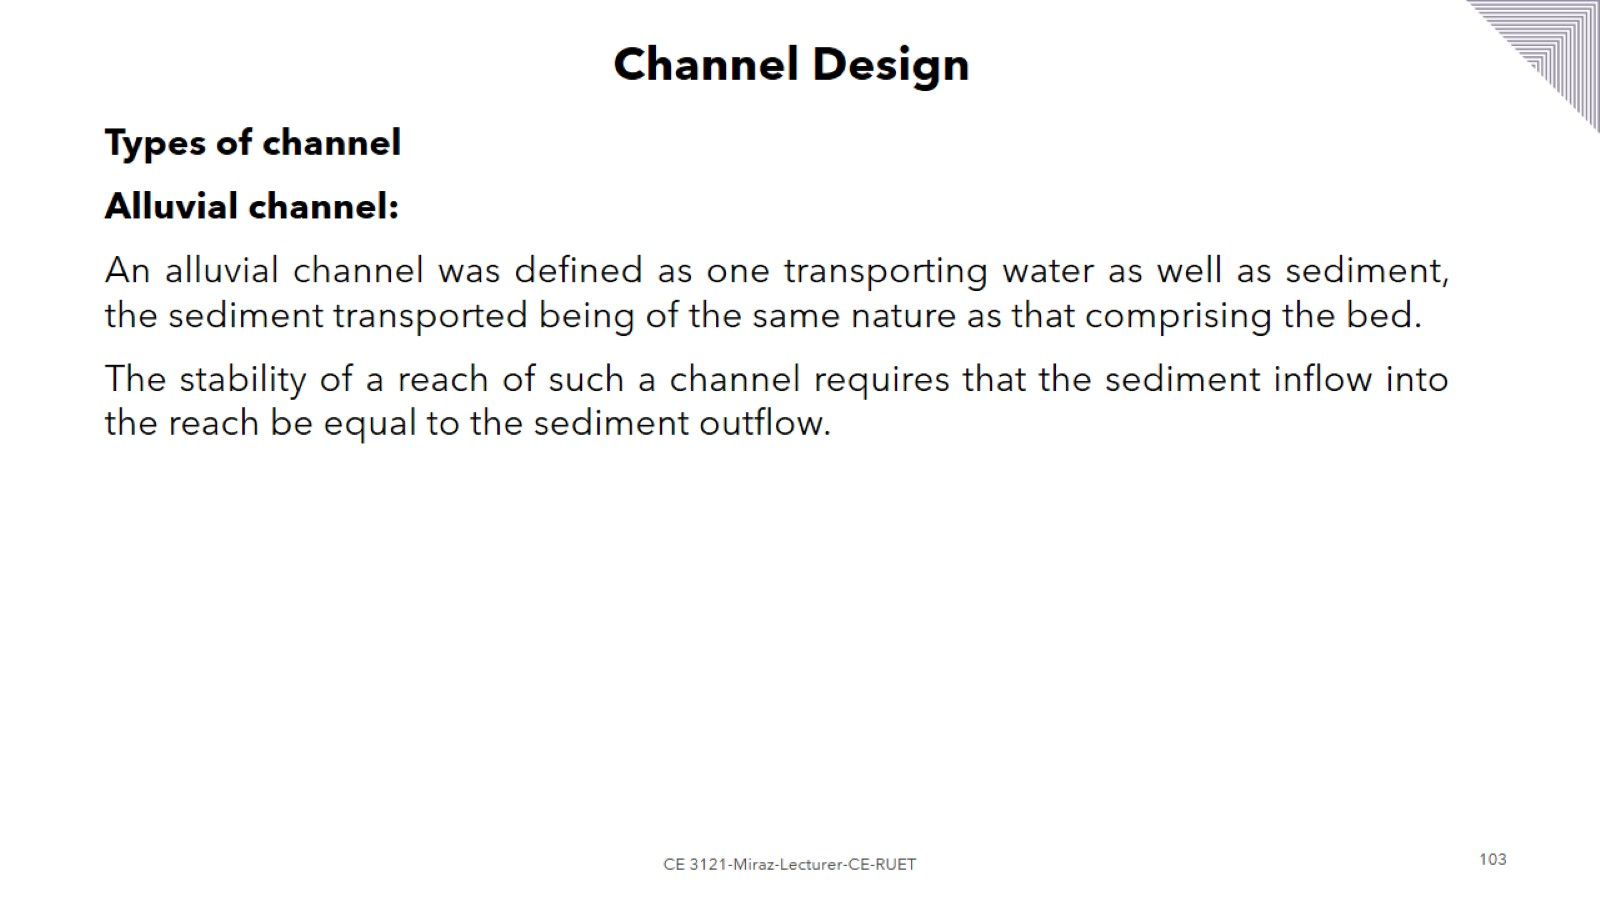 Channel Design
Types of channel
Alluvial channel:
An alluvial channel was defined as one transporting water as well as sediment,
the sediment transported being of the same nature as that comprising the bed.
The stability of a reach of such a channel requires that the sediment inflow into
the reach be equal to the sediment outflow.
CE 3121-Miraz-Lecturer-CE-RUET
103